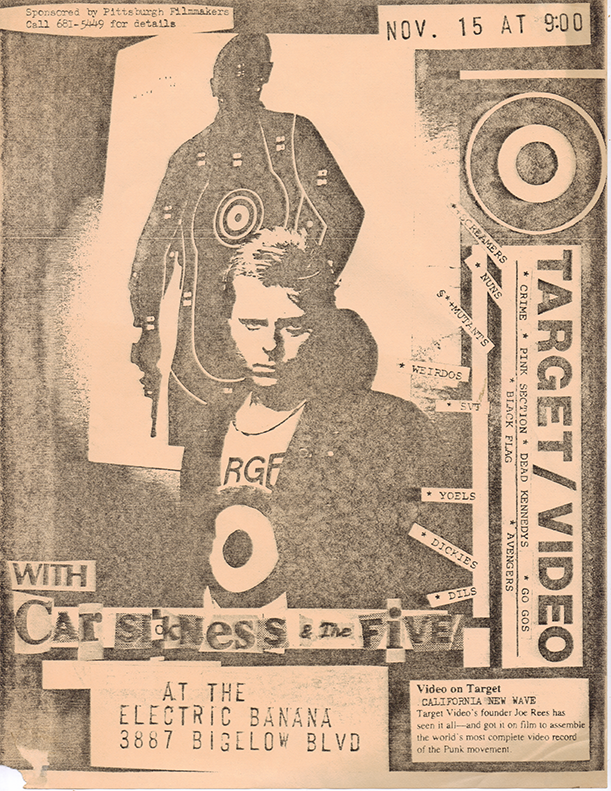 Sponsored by Pittsburgh Filmmakers
Call 681-5449 for details
NOV. 15 AT 9:00
TARGET/VIDEO
* CRIME * PINK SECTION * DEAD KENNEDYS * GO GOS
* BLACK FLAG * AVENGERS
* SCREAMERS
* NUNS
* MUTANTS
* WEIRDOS
* SVT
* YOELS
* DICKIES
* DILS
RGE
WITH
CarSickness & The FiVE!
AT THE
ELECTRIC BANANA
3887 BIGELOW BLVD
Video on Target
CALIFORNIA NEW WAVE
Target Video's founder Joe Rees has
seen it all—and got it on film to assemble
the world's most complete video record
of the Punk movement.